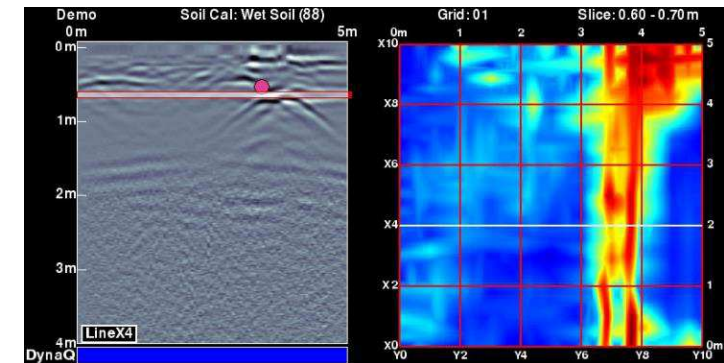 Demo Soil Cal: Wet Soil (88)
0m 5m
0m
1m
2m
3m
4m
LineX4
DynaQ
Grid: 01 Slice: 0.60 - 0.70m
0m 1 2 3 4 5
X10 5
X8 4
X6 3
X4 2
X2 1
X0 0m
Y0 Y2 Y4 Y6 Y8 Y10